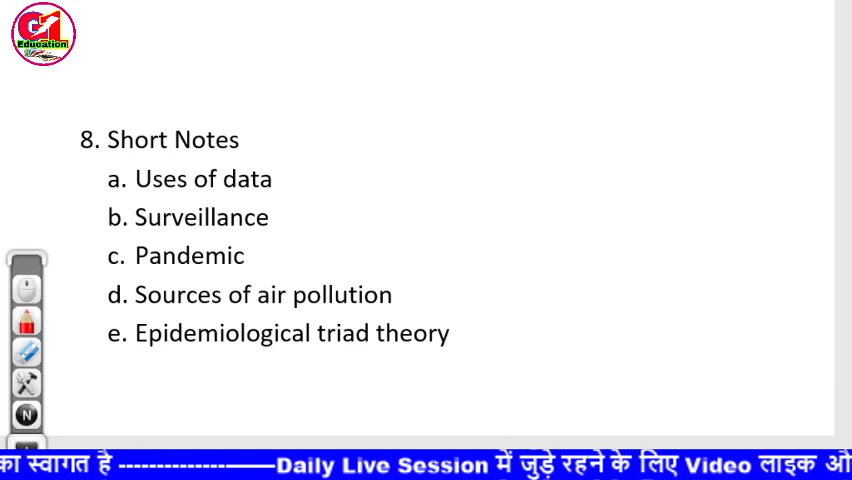 G1
Education
8. Short Notes
a. Uses of data
b. Surveillance
c. Pandemic
d. Sources of air pollution
e. Epidemiological triad theory
N
का स्वागत है ---------------———Daily Live Session में जुड़े रहने के लिए Video लाइक औ